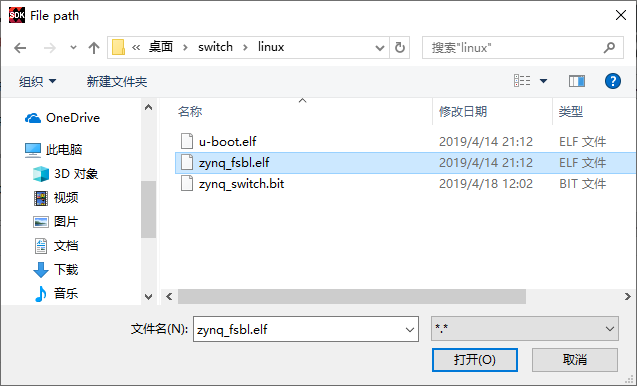 SDK File path
« 桌面 > switch > linux 搜索"linux"
组织 新建文件夹
名称 修改日期 类型
OneDrive
此电脑
3D 对象
视频
图片
文档
下载
音乐
u-boot.elf 2019/4/14 21:12 ELF 文件
zynq_fsbl.elf 2019/4/14 21:12 ELF 文件
zynq_switch.bit 2019/4/18 12:02 BIT 文件
文件名(N): zynq_fsbl.elf *.*
打开(O) 取消